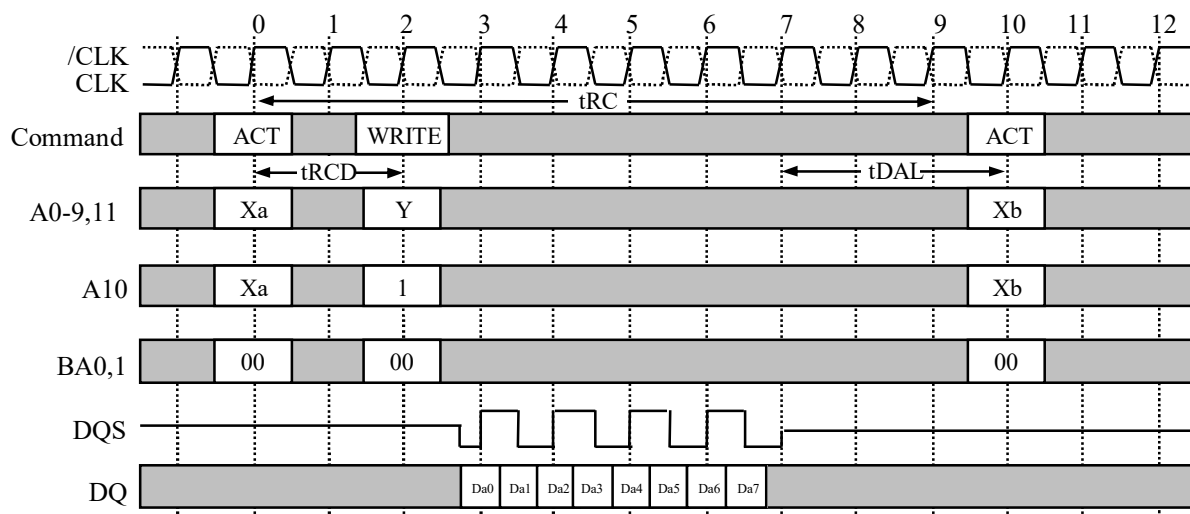 0 1 2 3 4 5 6 7 8 9 10 11 12
/CLK
CLK
tRC
Command ACT WRITE ACT
tRCD tDAL
A0-9,11 Xa Y Xb
A10 Xa 1 Xb
BA0,1 00 00 00
DQS
DQ Da0 Da1 Da2 Da3 Da4 Da5 Da6 Da7